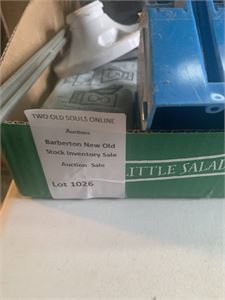 TWO OLD SOULS ONLINE
Auctions
Barberton New Old
Stock Inventory Sale
Auction Sale
Lot 1026
LITTLE SALAD